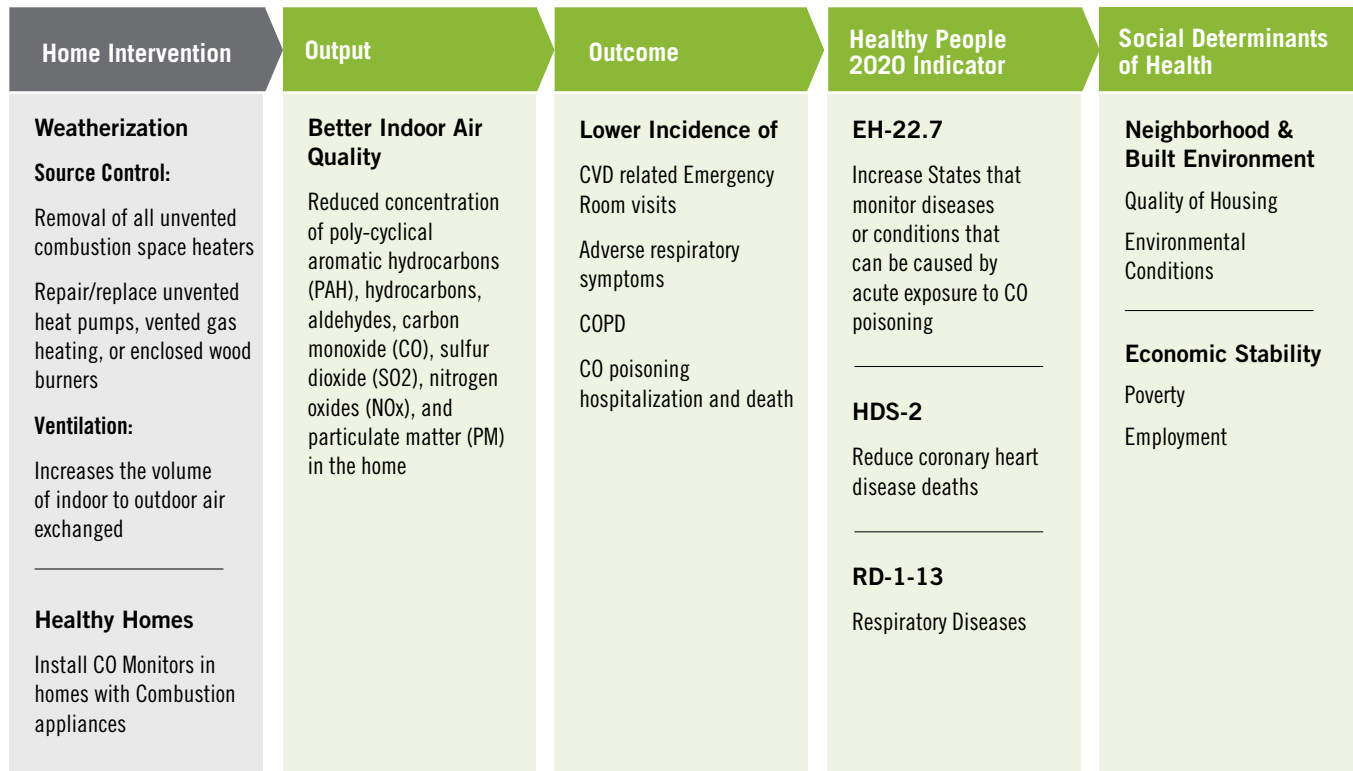 Home Intervention
Output
Outcome
Healthy People
2020 Indicator
Social Determinants
of Health
Weatherization
Source Control:
Removal of all unvented
combustion space heaters
Repair/replace unvented
heat pumps, vented gas
heating, or enclosed wood
burners
Ventilation:
Increases the volume
of indoor to outdoor air
exchanged
Healthy Homes
Install CO Monitors in
homes with Combustion
appliances
Better Indoor Air
Quality
Reduced concentration
of poly-cyclical
aromatic hydrocarbons
(PAH), hydrocarbons,
aldehydes, carbon
monoxide (CO), sulfur
dioxide (SO2), nitrogen
oxides (NOx), and
particulate matter (PM)
in the home
Lower Incidence of
CVD related Emergency
Room visits
Adverse respiratory
symptoms
COPD
CO poisoning
hospitalization and death
EH-22.7
Increase States that
monitor diseases
or conditions that
can be caused by
acute exposure to CO
poisoning
HDS-2
Reduce coronary heart
disease deaths
RD-1-13
Respiratory Diseases
Neighborhood &
Built Environment
Quality of Housing
Environmental
Conditions
Economic Stability
Poverty
Employment